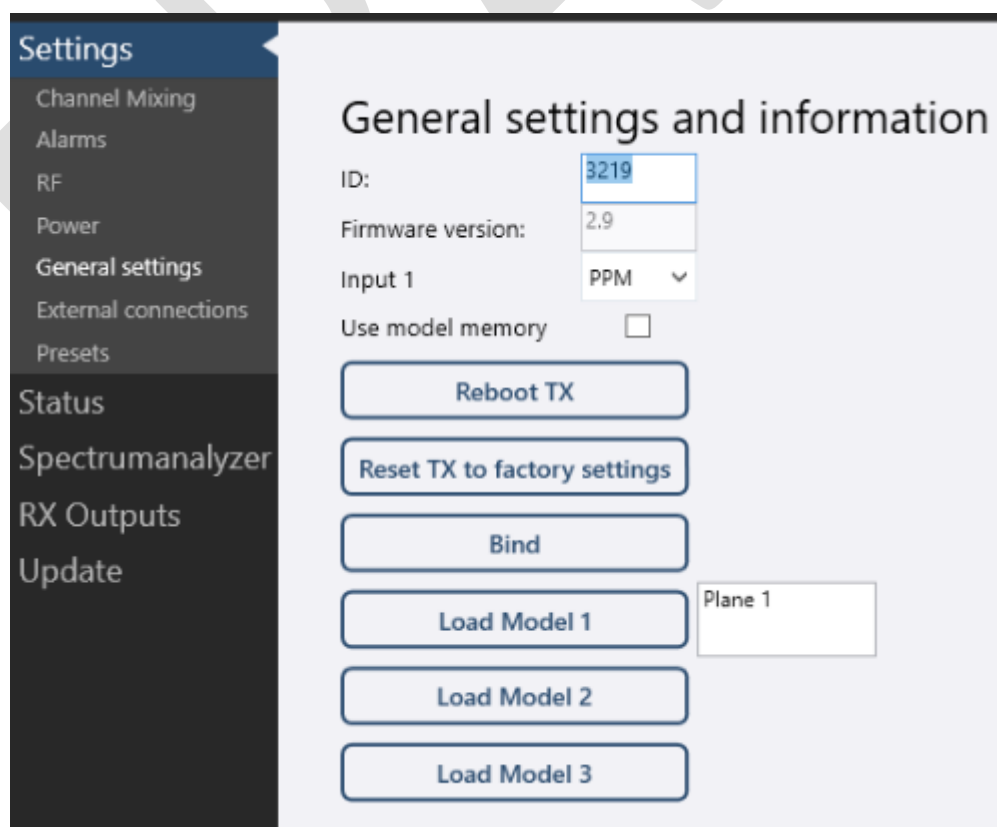 Settings
Channel Mixing
Alarms
RF
Power
General settings
External connections
Presets
Status
Spectrumanalyzer
RX Outputs
Update
General settings and information
ID: 3219
Firmware version: 2.9
Input 1 PPM
Use model memory
Reboot TX
Reset TX to factory settings
Bind
Load Model 1 Plane 1
Load Model 2
Load Model 3